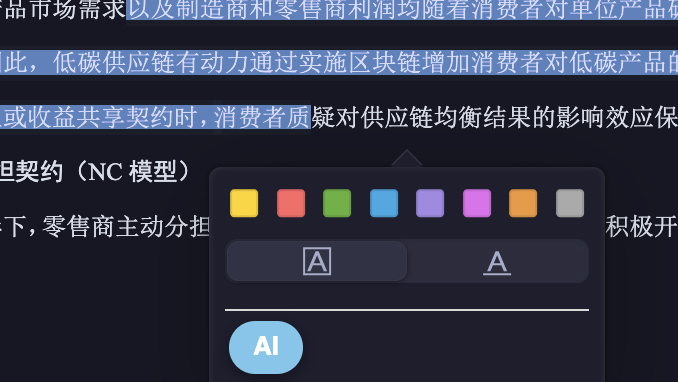 产品市场需求以及制造商和零售商利润均随着消费者对单位产品碳
因此，低碳供应链有动力通过实施区块链增加消费者对低碳产品的
或收益共享契约时，消费者质疑对供应链均衡结果的影响效应保
担契约（NC 模型）
下，零售商主动分担
积极开
A
A
AI